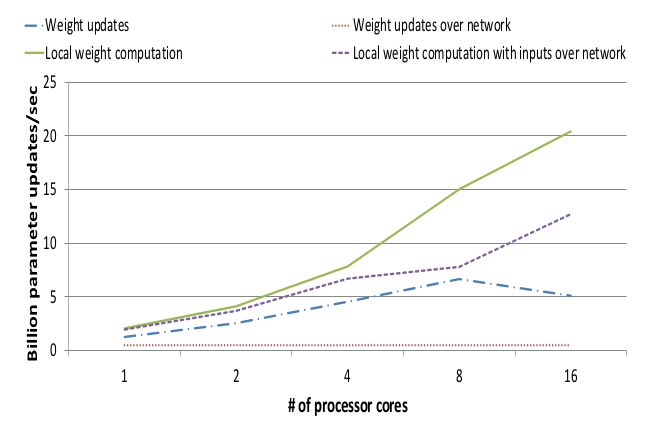 Weight updates
Weight updates over network
Local weight computation
Local weight computation with inputs over network
Billion parameter updates/sec
25
20
15
10
5
0
1 2 4 8 16
# of processor cores